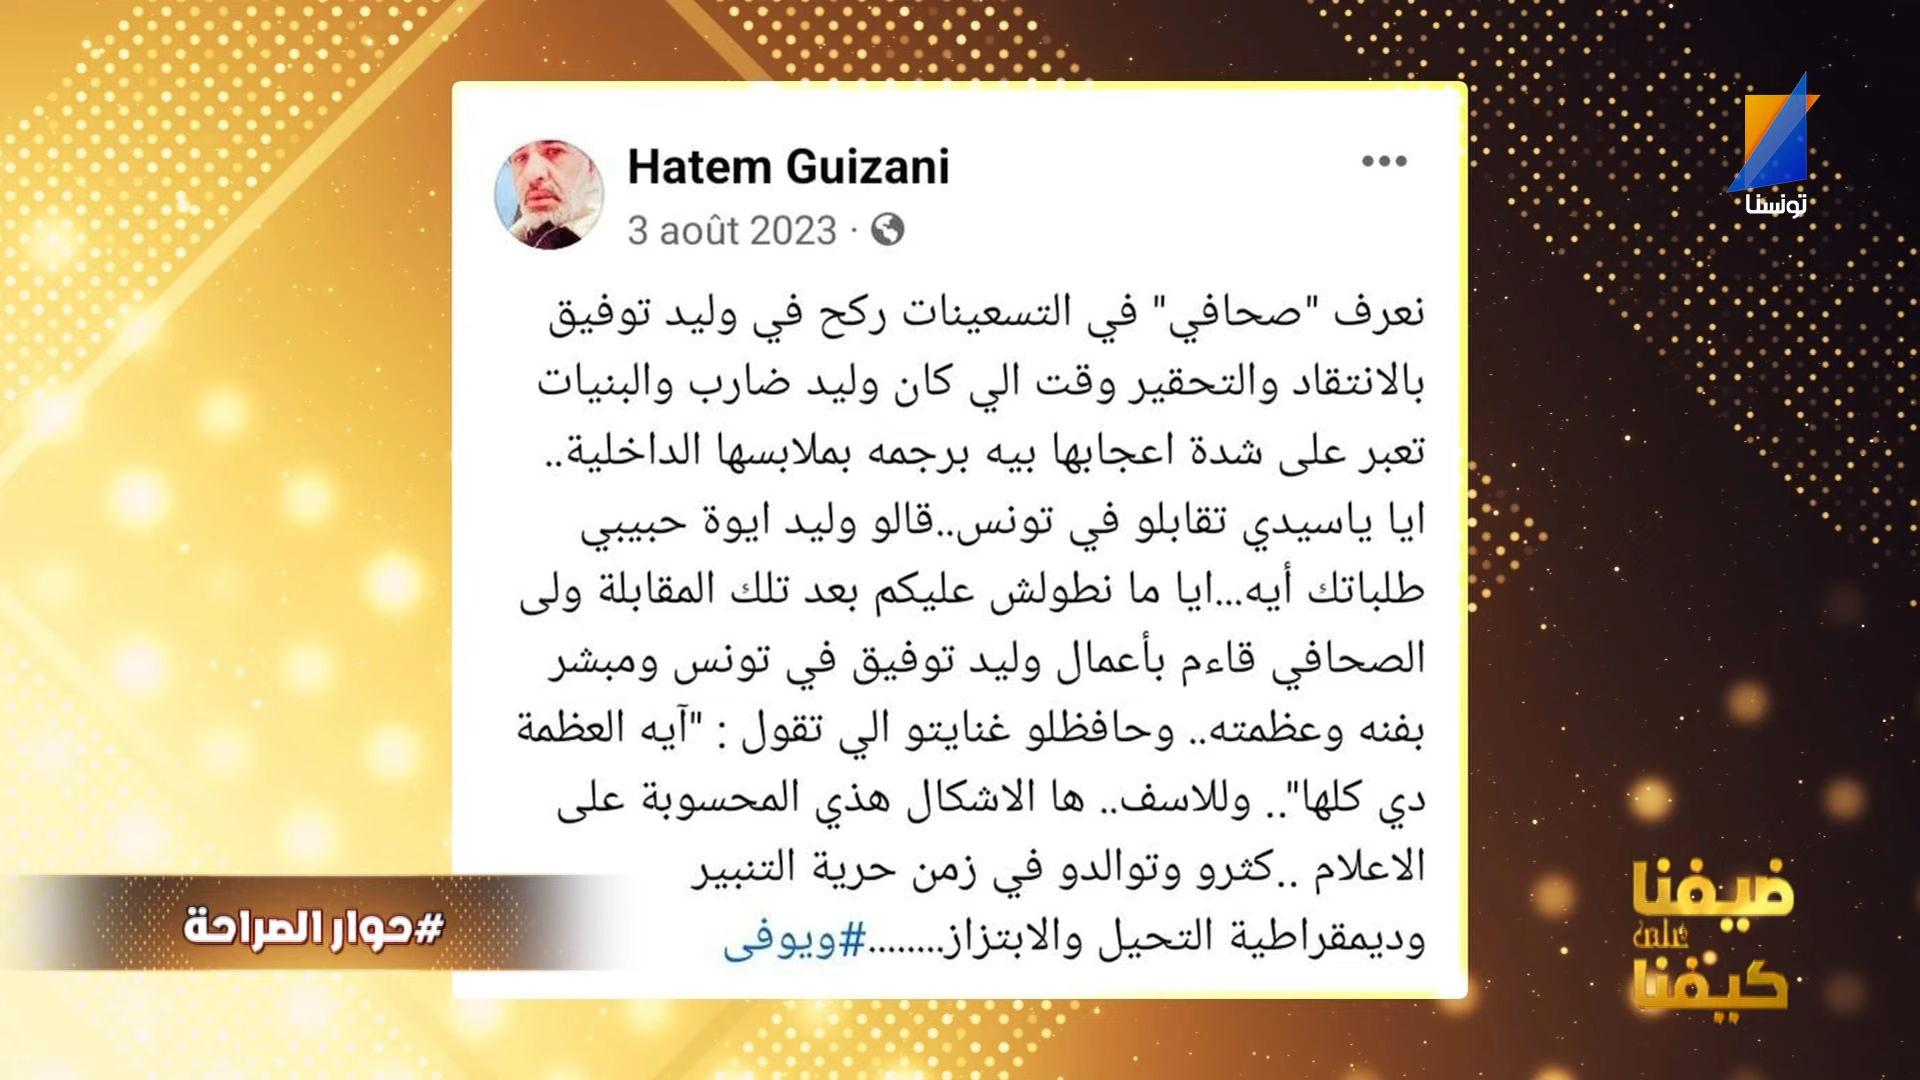 Hatem Guizani
3 août 2023
نعرف "صحافي" في التسعينات ركح في وليد توفيق
بالانتقاد والتحقير وقت الي كان وليد ضارب والبنيات
تعبر على شدة اعجابها بيه برجمه بملابسها الداخلية..
ايا ياسيدي تقابلو في تونس..قالو وليد ايوة حبيبي
طلباتك أيه...ايا ما نطولش عليكم بعد تلك المقابلة ولى
الصحافي قاءم بأعمال وليد توفيق في تونس ومبشر
بفنه وعظمته.. وحافظلو غنايتو الي تقول : "آيه العظمة
دي كلها".. وللاسف.. ها الاشكال هذي المحسوبة على
الاعلام ..كثرو وتوالدو في زمن حرية التنبير
وديمقراطية التحيل والابتزاز........#ويوفى
تونسنا
#حوار الصراحة
ضيفنا
على
كيفنا